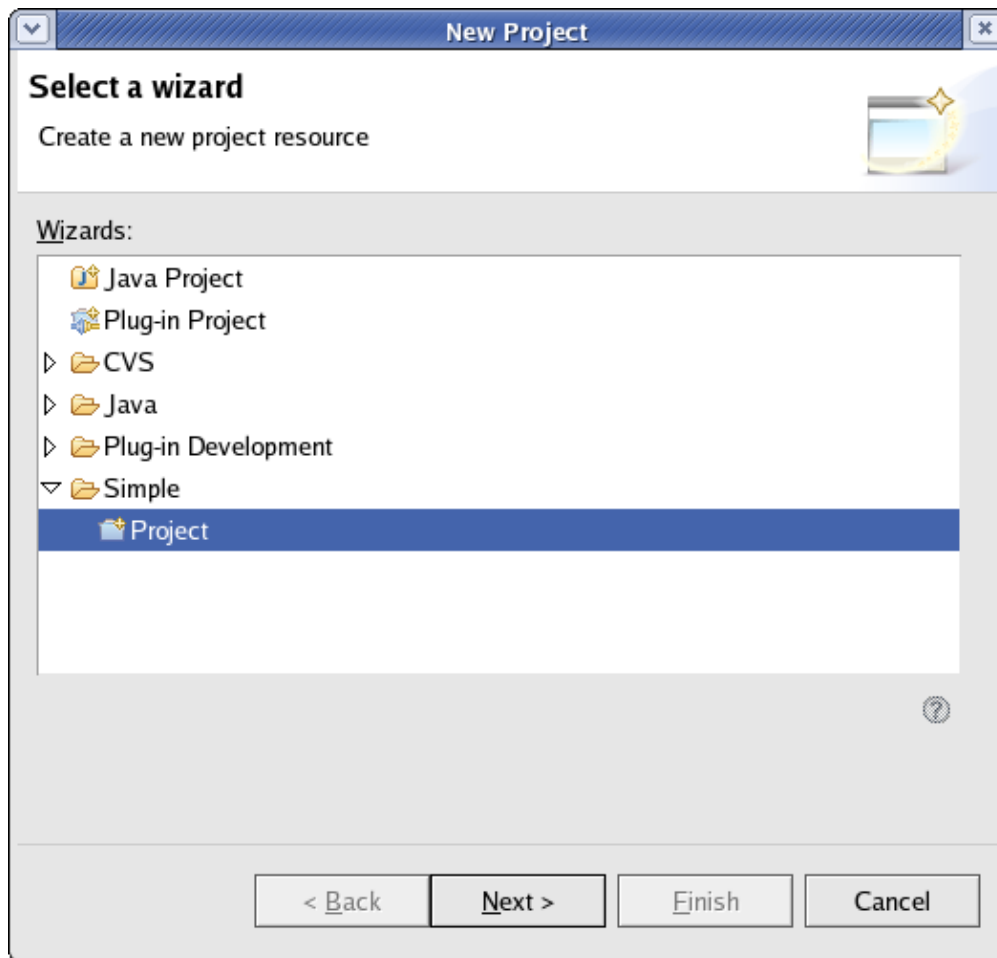 New Project
Select a wizard
Create a new project resource
Wizards:
Java Project
Plug-in Project
CVS
Java
Plug-in Development
Simple
Project
?
< Back Next > Finish Cancel